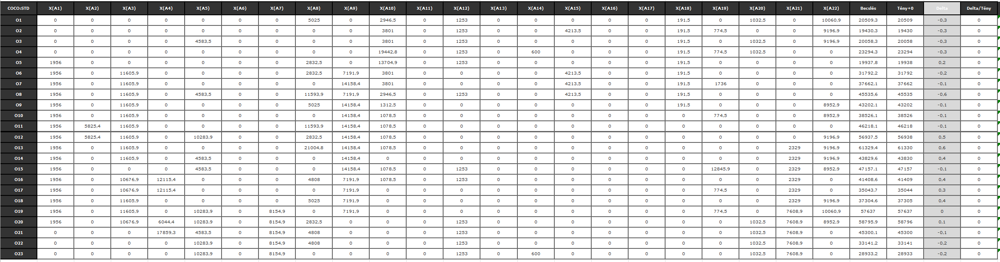 COCO:STD X(A1) X(A2) X(A3) X(A4) X(A5) X(A6) X(A7) X(A8) X(A9) X(A10) X(A11) X(A12) X(A13) X(A14) X(A15) X(A16) X(A17) X(A18) X(A19) X(A20) X(A21) X(A22) Becslés Tény+0 Delta Delta/Tény
O1 0 0 0 0 0 0 0 5025 0 2946,5 0 1253 0 0 0 0 0 191,5 0 1032,5 0 10060,9 20509,3 20509 -0,3 0
O2 0 0 0 0 0 0 0 0 0 3801 0 1253 0 0 4213,5 0 0 191,5 774,5 0 0 9196,9 19430,3 19430 -0,3 0
O3 0 0 0 0 4583,5 0 0 0 0 3801 0 1253 0 0 0 0 0 191,5 0 1032,5 0 9196,9 20058,3 20058 -0,3 0
O4 0 0 0 0 0 0 0 0 0 19442,8 0 1253 0 600 0 0 0 191,5 774,5 1032,5 0 0 23294,3 23294 -0,3 0
O5 1956 0 0 0 0 0 0 2832,5 0 13704,9 0 1253 0 0 0 0 0 191,5 0 0 0 0 19937,8 19938 0,2 0
O6 1956 0 11605,9 0 0 0 0 2832,5 7191,9 3801 0 0 0 0 4213,5 0 0 191,5 0 0 0 0 31792,2 31792 -0,2 0
O7 1956 0 11605,9 0 0 0 0 0 14158,4 3801 0 0 0 0 4213,5 0 0 191,5 1736 0 0 0 37662,1 37662 -0,1 0
O8 1956 0 11605,9 0 4583,5 0 0 11593,9 7191,9 2946,5 0 1253 0 0 4213,5 0 0 191,5 0 0 0 0 45535,6 45535 -0,6 0
O9 1956 0 11605,9 0 0 0 0 5025 14158,4 1312,5 0 0 0 0 0 0 0 191,5 0 0 0 8952,9 43202,1 43202 -0,1 0
O10 1956 0 11605,9 0 0 0 0 0 14158,4 1078,5 0 0 0 0 0 0 0 0 774,5 0 0 8952,9 38526,1 38526 -0,1 0
O11 1956 5825,4 11605,9 0 0 0 0 11593,9 14158,4 1078,5 0 0 0 0 0 0 0 0 0 0 0 0 46218,1 46218 -0,1 0
O12 1956 5825,4 11605,9 0 10283,9 0 0 2832,5 14158,4 1078,5 0 0 0 0 0 0 0 0 0 0 0 9196,9 56937,5 56938 0,5 0
O13 1956 0 11605,9 0 0 0 0 21004,8 14158,4 1078,5 0 0 0 0 0 0 0 0 0 0 2329 9196,9 61329,4 61330 0,6 0
O14 1956 0 11605,9 0 4583,5 0 0 0 14158,4 0 0 0 0 0 0 0 0 0 0 0 2329 9196,9 43829,6 43830 0,4 0
O15 1956 0 0 0 4583,5 0 0 0 14158,4 1078,5 0 1253 0 0 0 0 0 0 12845,9 0 2329 8952,9 47157,1 47157 -0,1 0
O16 1956 0 10676,9 12115,4 0 0 0 4808 7191,9 1078,5 0 1253 0 0 0 0 0 0 0 0 2329 0 41408,6 41409 0,4 0
O17 1956 0 10676,9 12115,4 0 0 0 0 7191,9 0 0 0 0 0 0 0 0 0 774,5 0 2329 0 35043,7 35044 0,3 0
O18 1956 0 11605,9 0 0 0 0 5025 7191,9 0 0 0 0 0 0 0 0 0 0 0 2329 9196,9 37304,6 37305 0,4 0
O19 1956 0 11605,9 0 10283,9 0 8154,9 0 7191,9 0 0 0 0 0 0 0 0 0 774,5 0 7608,9 10060,9 57637 57637 0 0
O20 1956 0 10676,9 6044,4 10283,9 0 8154,9 2832,5 0 0 0 1253 0 0 0 0 0 0 0 1032,5 7608,9 8952,9 58795,9 58796 0,1 0
O21 0 0 0 17859,3 4583,5 0 8154,9 4808 0 0 0 1253 0 0 0 0 0 0 0 1032,5 7608,9 0 45300,1 45300 -0,1 0
O22 0 0 0 0 10283,9 0 8154,9 4808 0 0 0 1253 0 0 0 0 0 0 0 1032,5 7608,9 0 33141,2 33141 -0,2 0
O23 0 0 0 0 10283,9 0 8154,9 0 0 0 0 1253 0 600 0 0 0 0 0 1032,5 7608,9 0 28933,2 28933 -0,2 0